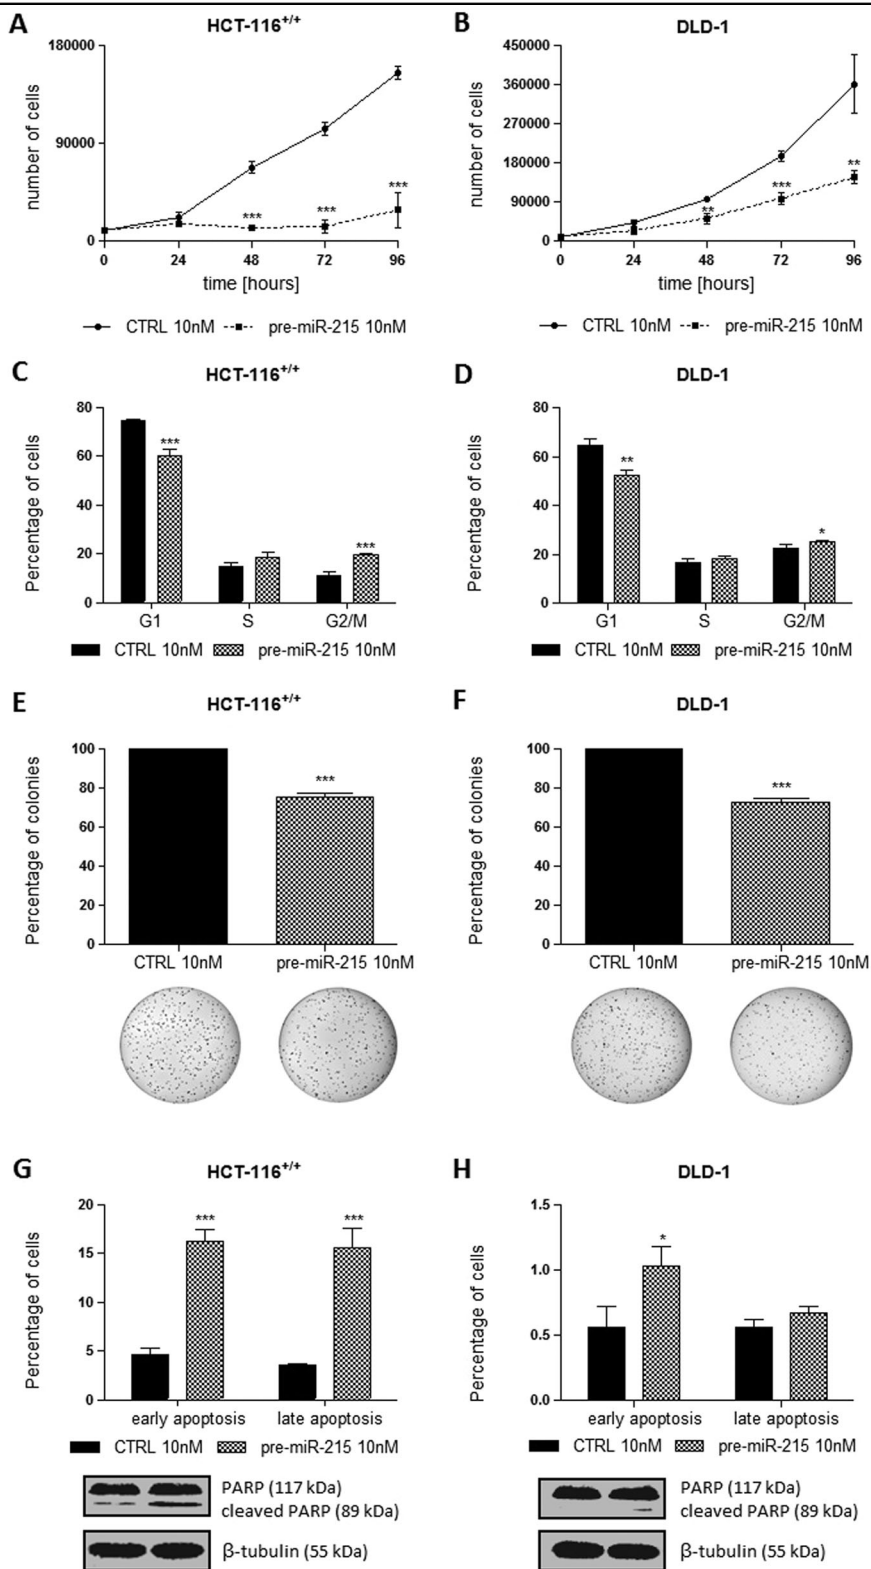 A HCT-116+/+
180000
90000
0
number of cells
***
***
***
0 24 48 72 96
time [hours]
CTRL 10nM pre-miR-215 10nM
B DLD-1
450000
360000
270000
180000
90000
0
number of cells
**
***
**
0 24 48 72 96
time [hours]
CTRL 10nM pre-miR-215 10nM
C HCT-116+/+
80
60
40
20
0
Percentage of cells
***
***
G1 S G2/M
CTRL 10nM pre-miR-215 10nM
D DLD-1
80
60
40
20
0
Percentage of cells
**
*
G1 S G2/M
CTRL 10nM pre-miR-215 10nM
E HCT-116+/+
100
80
60
40
20
0
Percentage of colonies
***
CTRL 10nM pre-miR-215 10nM
F DLD-1
100
80
60
40
20
0
Percentage of colonies
***
CTRL 10nM pre-miR-215 10nM
G HCT-116+/+
20
15
10
5
0
Percentage of cells
***
***
early apoptosis late apoptosis
CTRL 10nM pre-miR-215 10nM
PARP (117 kDa)
cleaved PARP (89 kDa)
β-tubulin (55 kDa)
H DLD-1
1.5
1.0
0.5
0.0
Percentage of cells
*
early apoptosis late apoptosis
CTRL 10nM pre-miR-215 10nM
PARP (117 kDa)
cleaved PARP (89 kDa)
β-tubulin (55 kDa)